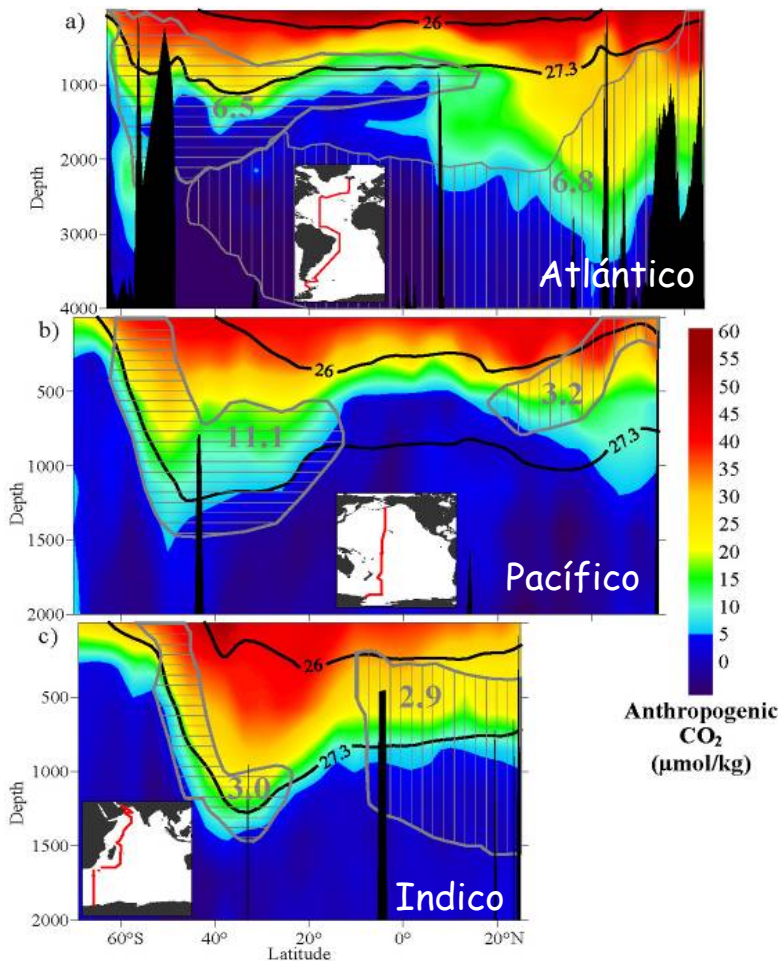 a)
26
27.3
6.5
6.8
1000
2000
3000
4000
Depth
Atlántico
b)
26
27.3
11.1
3.2
500
1000
1500
2000
Depth
Pacífico
60
55
50
45
40
35
30
25
20
15
10
5
0
Anthropogenic
CO₂
(µmol/kg)
c)
26
27.3
3.0
2.9
500
1000
1500
2000
Depth
Indico
60°S 40° 20° 0° 20°N
Latitude